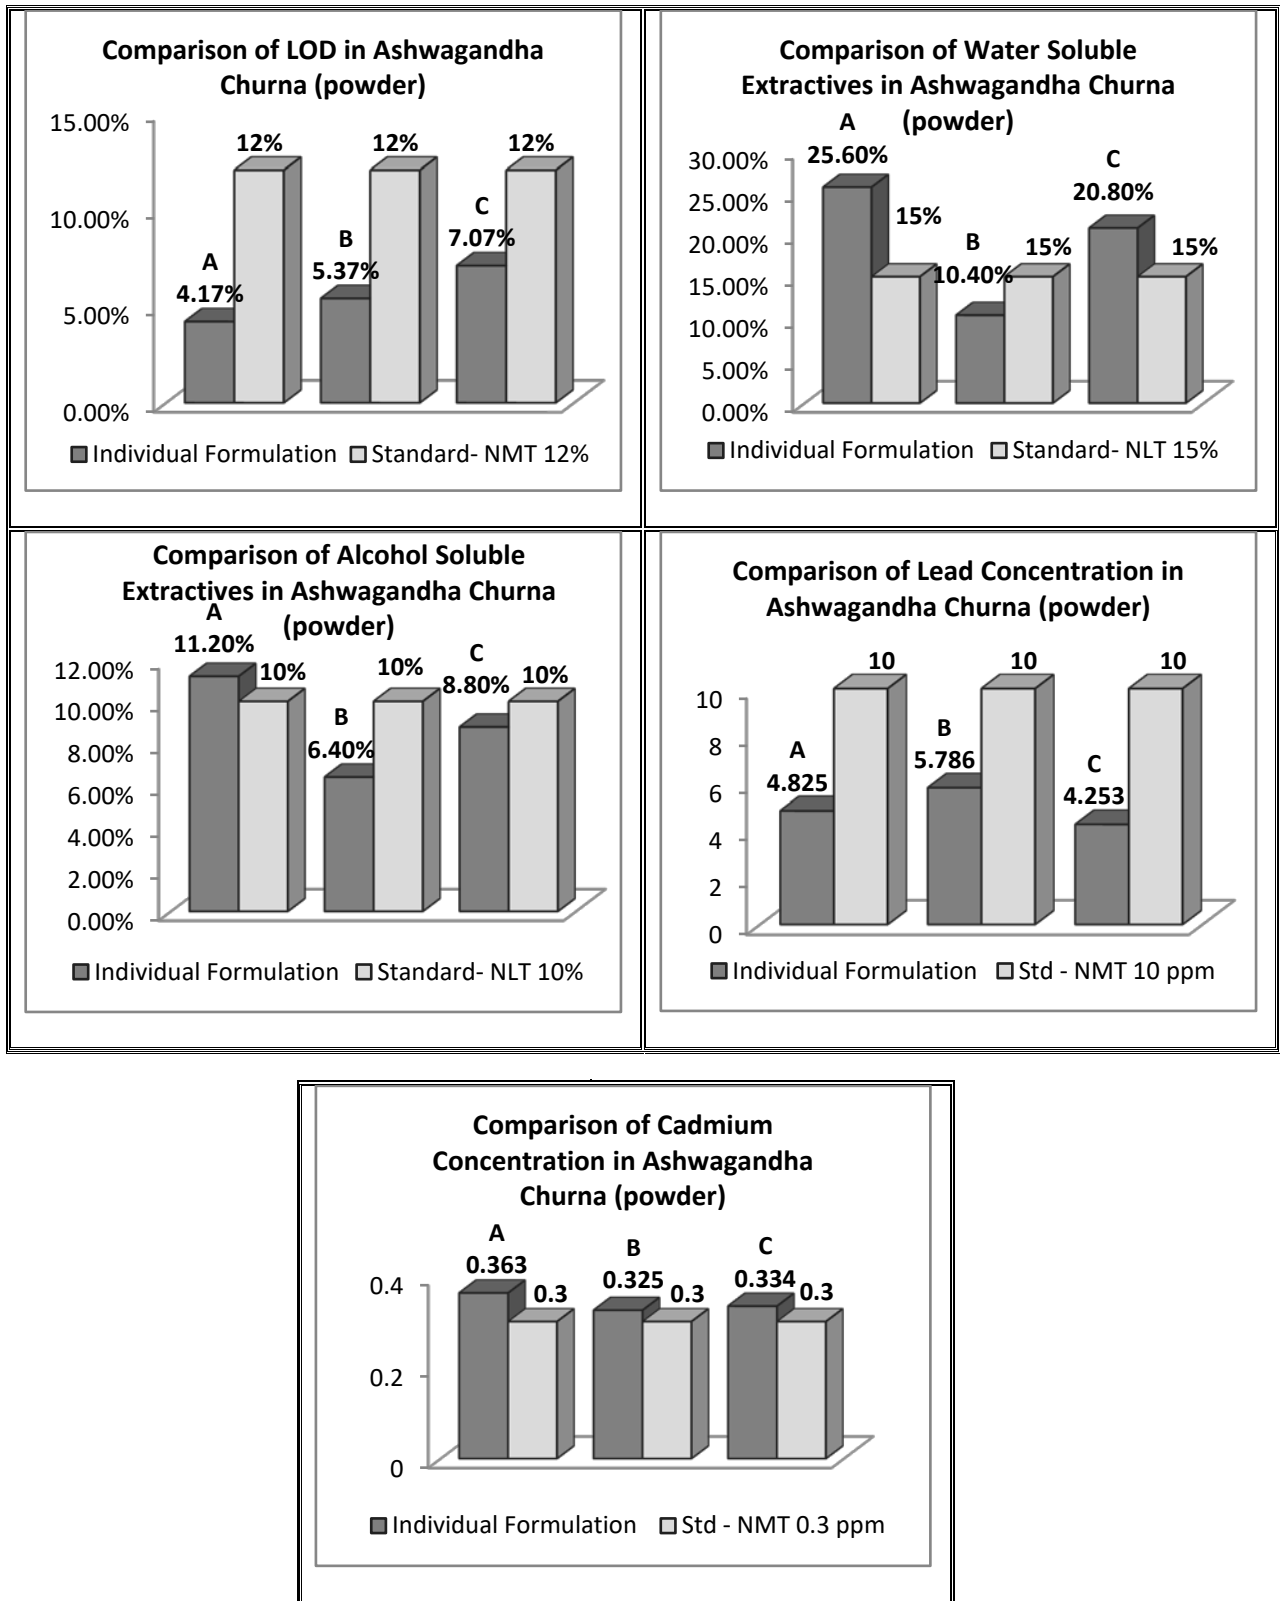 Comparison of LOD in Ashwagandha
Churna (powder)
15.00%
10.00%
5.00%
0.00%
A
4.17%
12%
B
5.37%
12%
C
7.07%
12%
Individual Formulation
Standard- NMT 12%
Comparison of Water Soluble
Extractives in Ashwagandha Churna
(powder)
30.00%
25.00%
20.00%
15.00%
10.00%
5.00%
0.00%
A
25.60%
15%
B
10.40%
15%
C
20.80%
15%
Individual Formulation
Standard- NLT 15%
Comparison of Alcohol Soluble
Extractives in Ashwagandha Churna
(powder)
12.00%
10.00%
8.00%
6.00%
4.00%
2.00%
0.00%
A
11.20%
10%
B
6.40%
10%
C
8.80%
10%
Individual Formulation
Standard- NLT 10%
Comparison of Lead Concentration in
Ashwagandha Churna (powder)
10
8
6
4
2
0
A
4.825
10
B
5.786
10
C
4.253
10
Individual Formulation
Std - NMT 10 ppm
Comparison of Cadmium
Concentration in Ashwagandha
Churna (powder)
0.4
0.2
0
A
0.363
0.3
B
0.325
0.3
C
0.334
0.3
Individual Formulation
Std - NMT 0.3 ppm